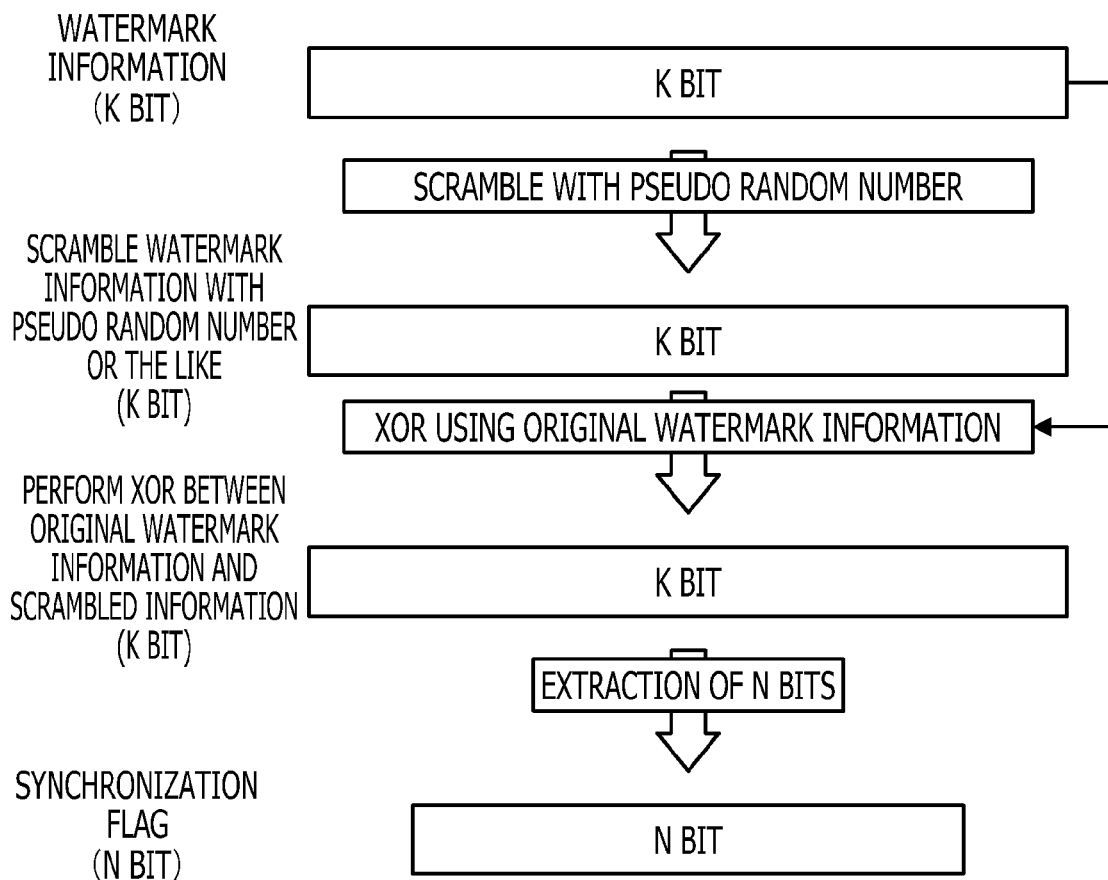 WATERMARK
INFORMATION
(K BIT)
K BIT
SCRAMBLE WITH PSEUDO RANDOM NUMBER
SCRAMBLE WATERMARK
INFORMATION WITH
PSEUDO RANDOM NUMBER
OR THE LIKE
(K BIT)
K BIT
XOR USING ORIGINAL WATERMARK INFORMATION
PERFORM XOR BETWEEN
ORIGINAL WATERMARK
INFORMATION AND
SCRAMBLED INFORMATION
(K BIT)
K BIT
EXTRACTION OF N BITS
SYNCHRONIZATION
FLAG
(N BIT)
N BIT